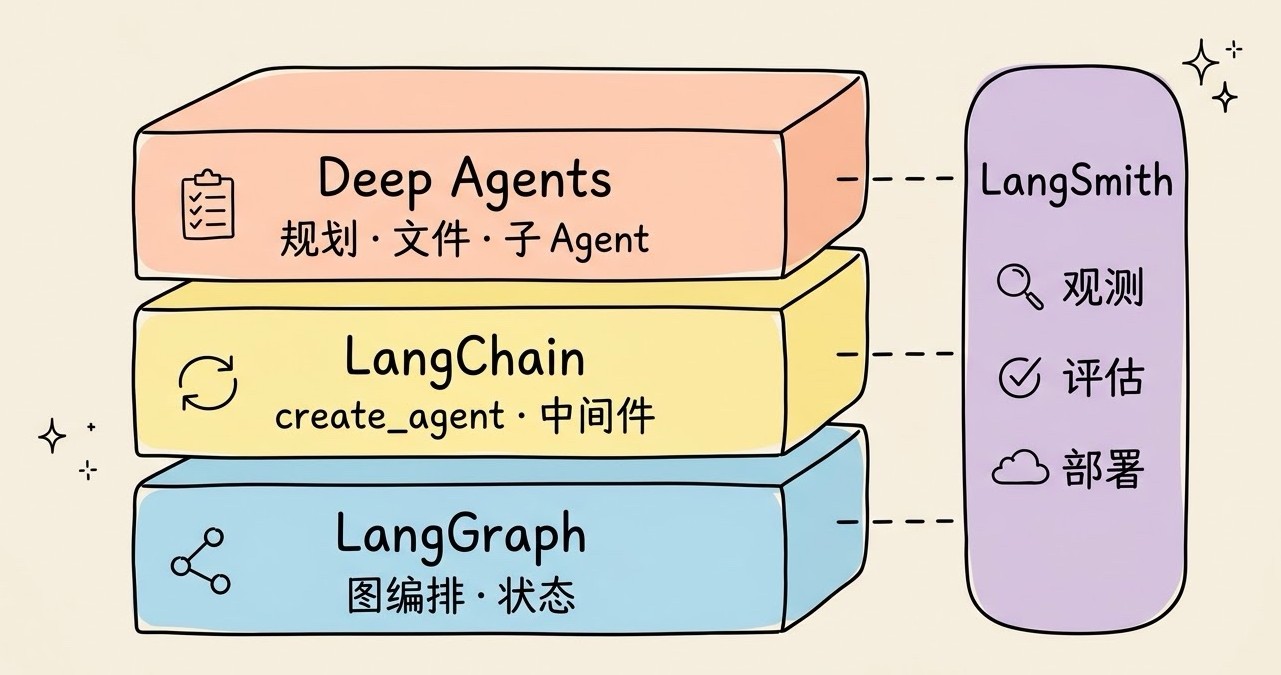 Deep Agents
规划 · 文件 · 子 Agent
LangChain
create_agent · 中间件
LangGraph
图编排 · 状态
LangSmith
观测
评估
部署